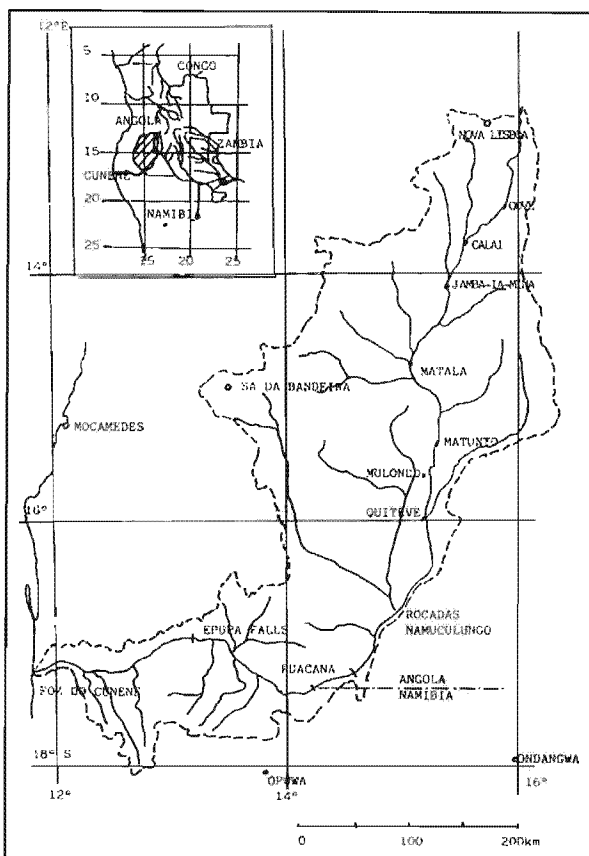 12°E
5
CONGO
10
ANGOLA
15
ZAMBIA
CUNENE
20
NAMIBIA
25
15 20 25
NOVA LISBOA
CALAI
14°
JAMBA-IA-MINA
MATALA
SA DA BANDEIRA
MOCAMEDES
MATUNTO
MULONDO
16°
QUITEVE
ROCADAS
NAMUCULUNGO
EPUPA FALLS
RUACANA
FOZ DO CUNENE
ANGOLA
NAMIBIA
18° S
ONDANGWA
12°
OPUWA
14°
16°
0 100 200km